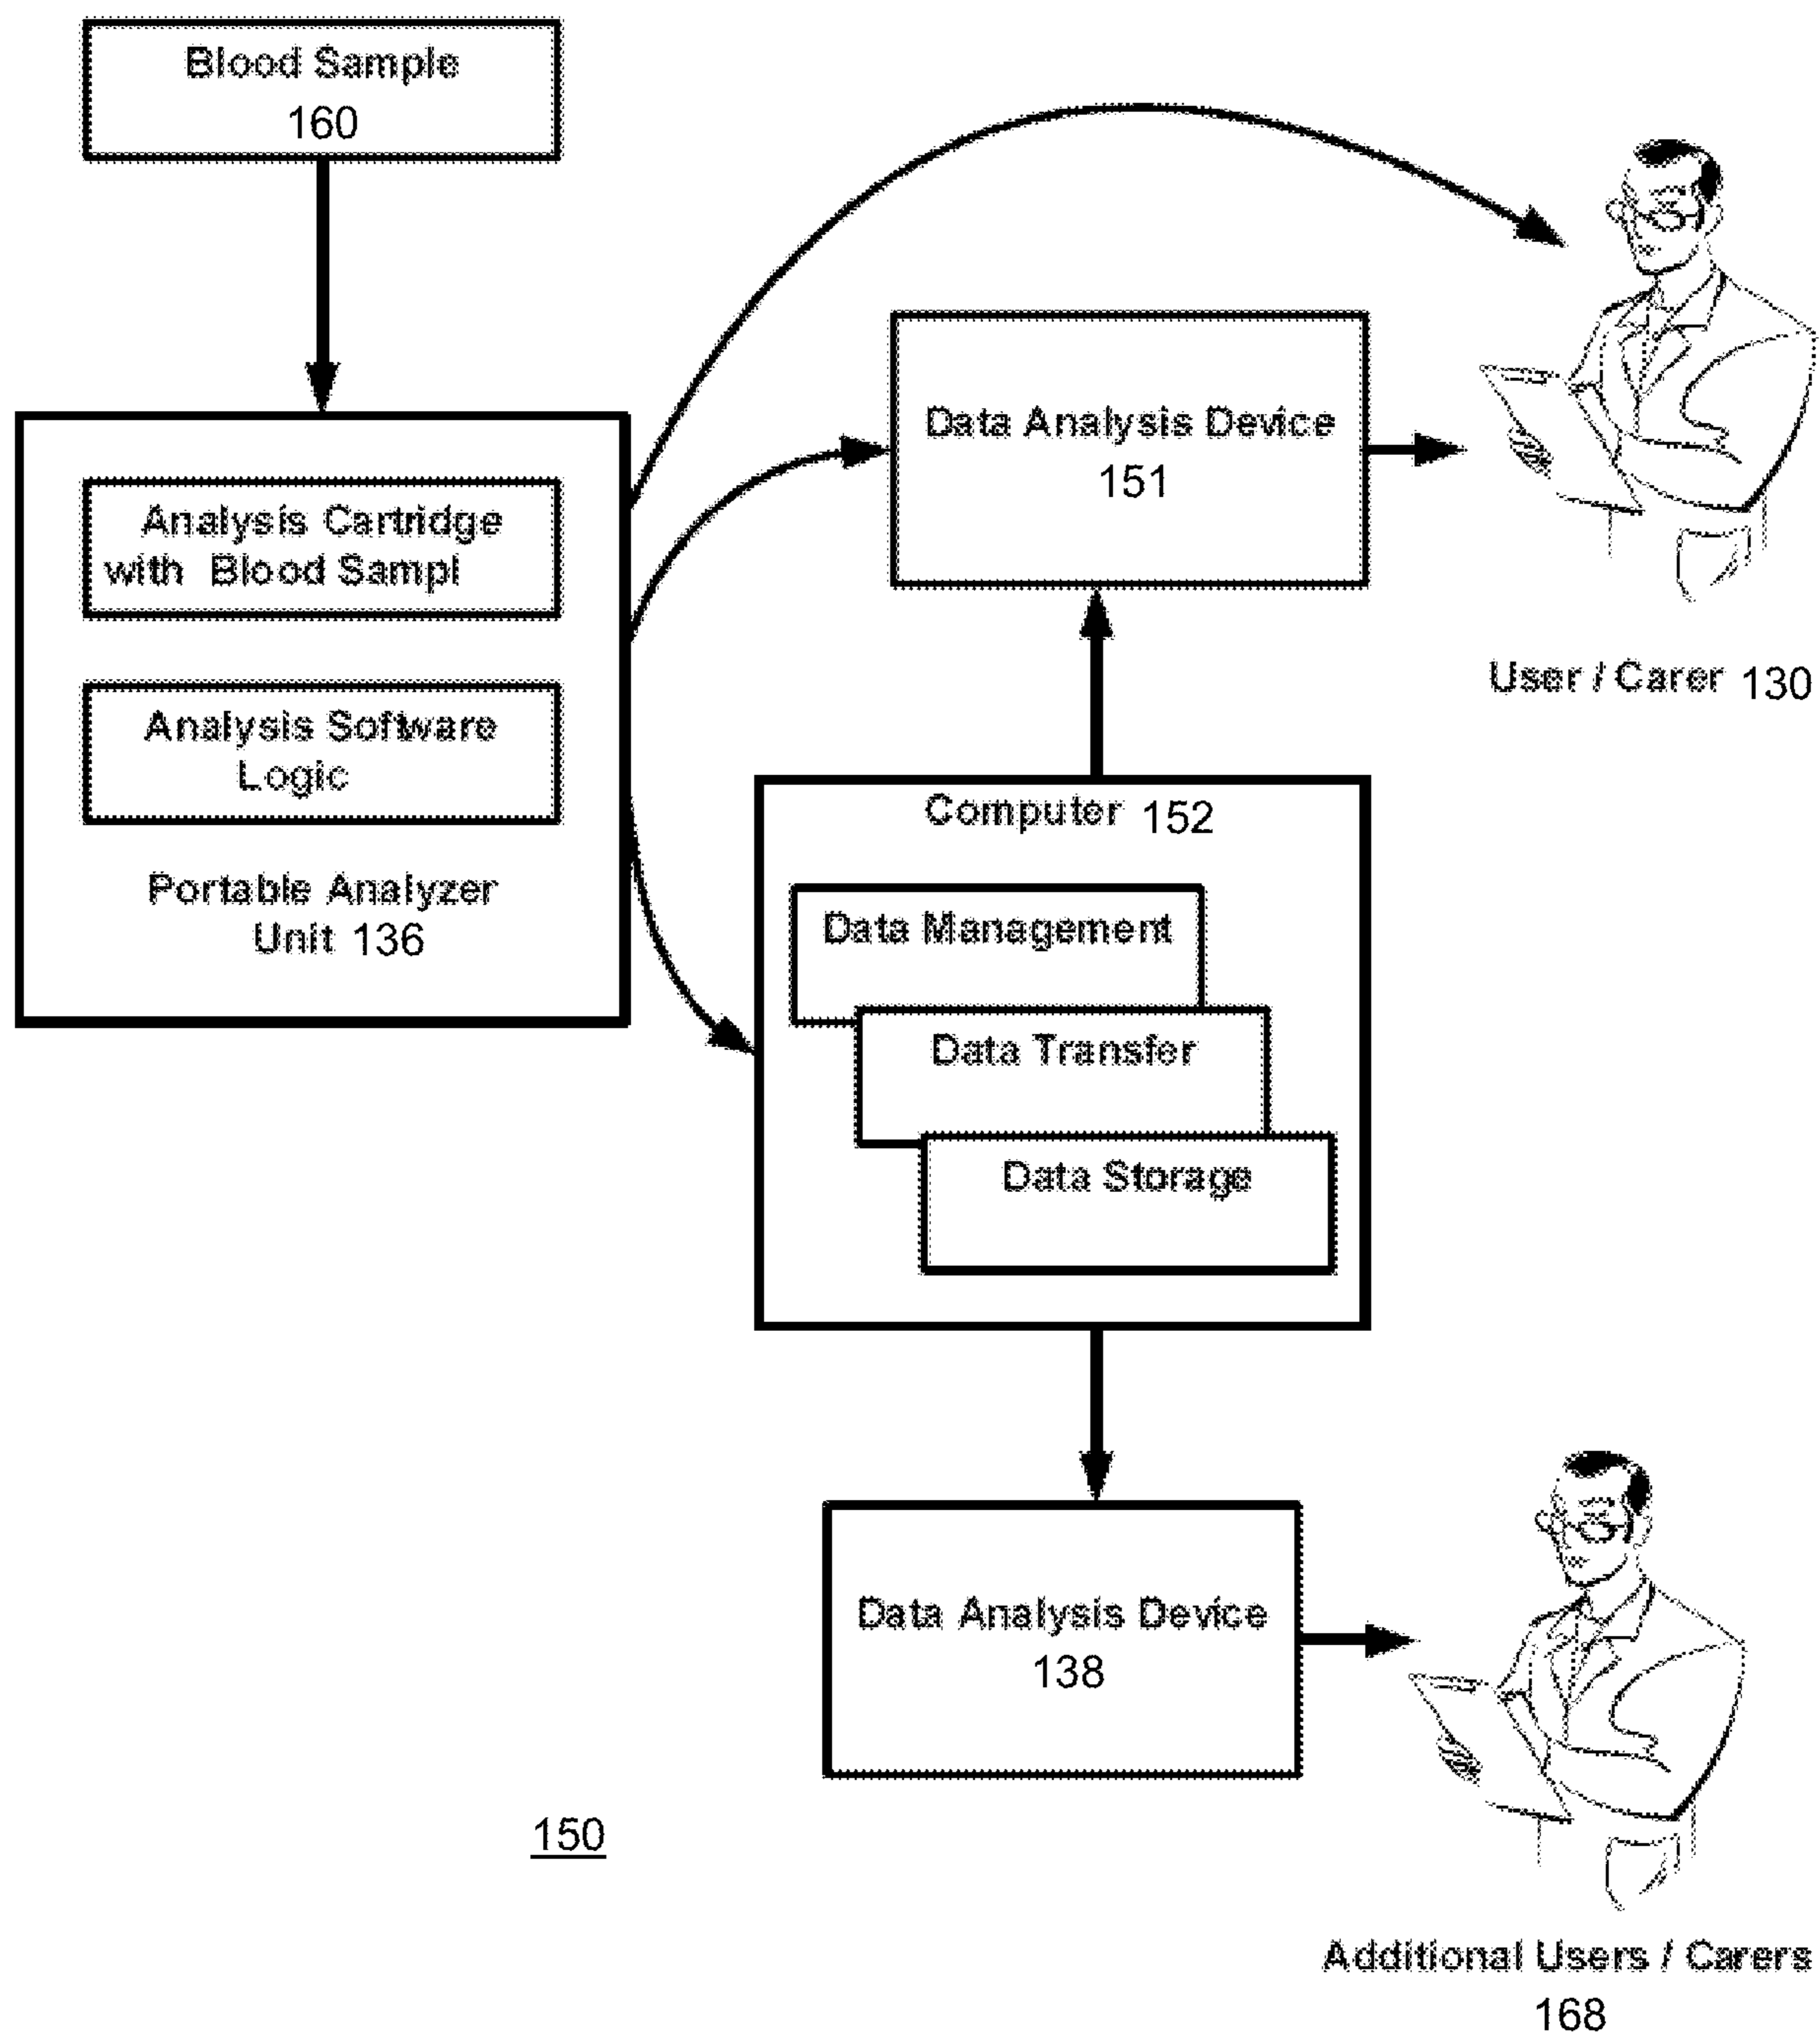 Blood Sample
160
Analysis Cartridge
with Blood Sampl
Analysis Software
Logic
Portable Analyzer
Unit 136
Data Analysis Device
151
User / Carer 130
Computer 152
Data Management
Data Transfer
Data Storage
Data Analysis Device
138
150
Additional Users / Carers
168